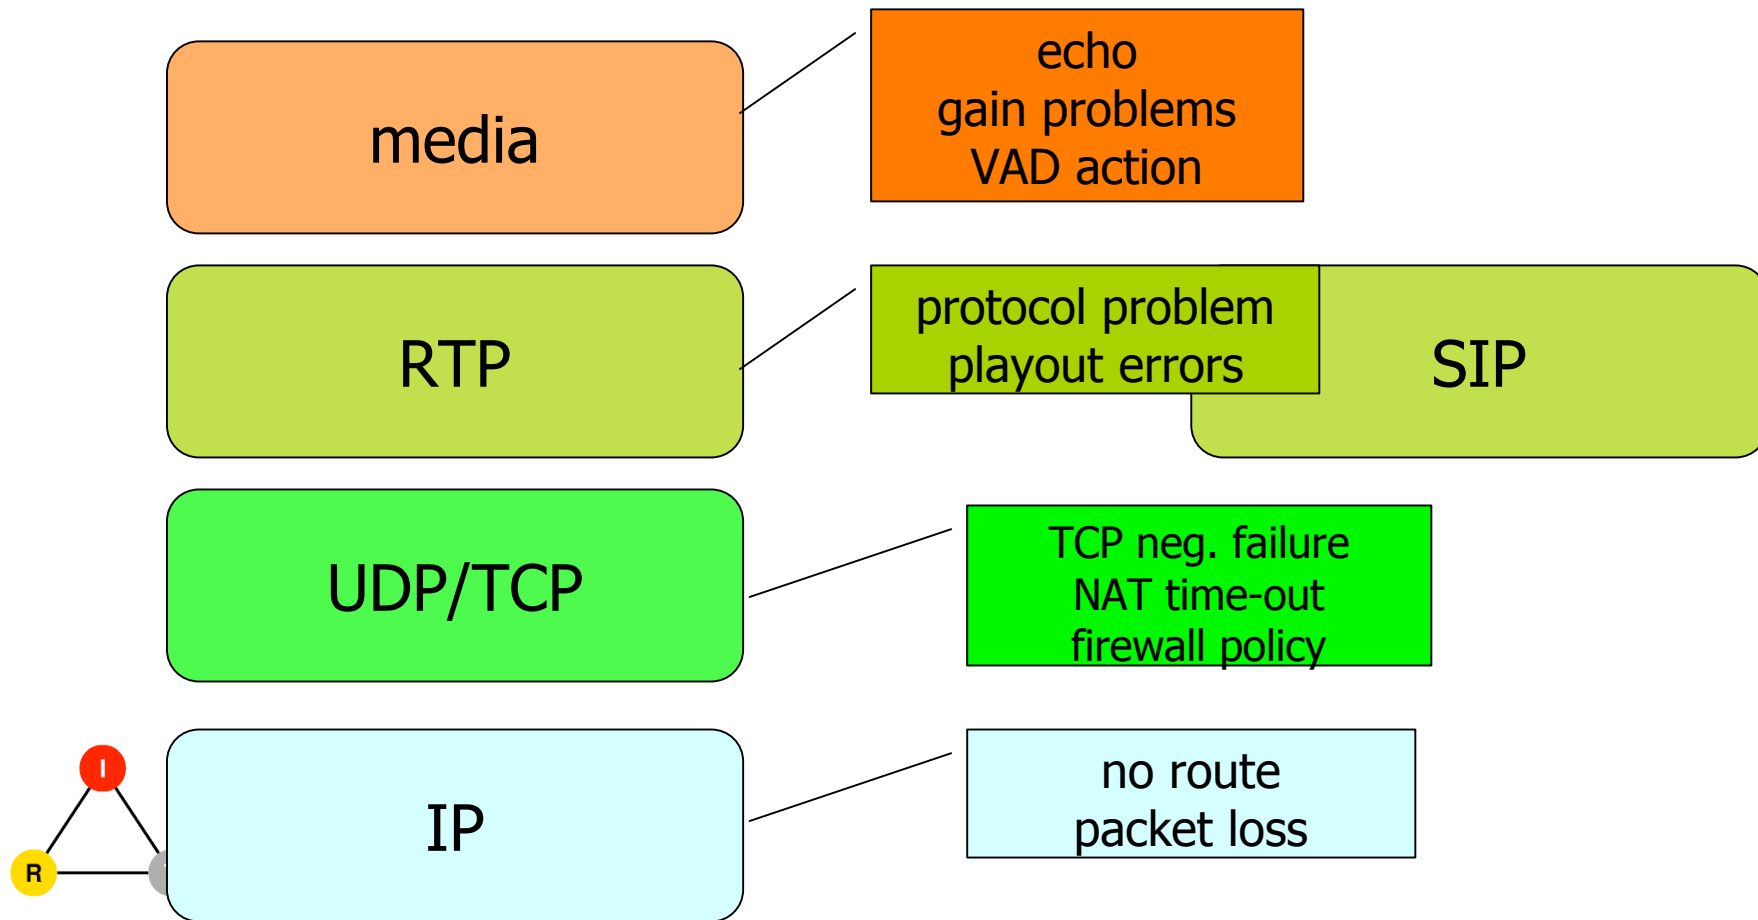 media
echo
gain problems
VAD action
RTP
protocol problem
playout errors
SIP
UDP/TCP
TCP neg. failure
NAT time-out
firewall policy
I
R
IP
no route
packet loss